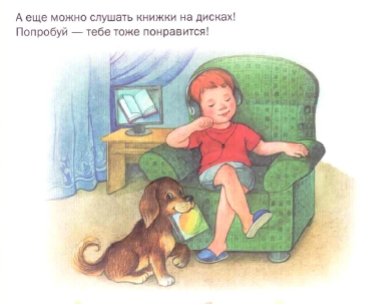 А еще можно слушать книжки на дисках!
Попробуй — тебе тоже понравится!